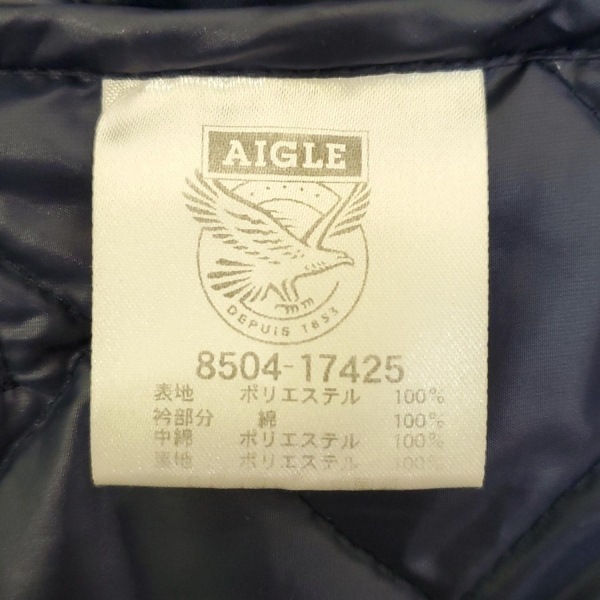 AIGLE
DEPUIS 1853
8504-17425
表地 ポリエステル 100%
衿部分 綿 100%
中綿 ポリエステル 100%
裏地 ポリエステル 100%